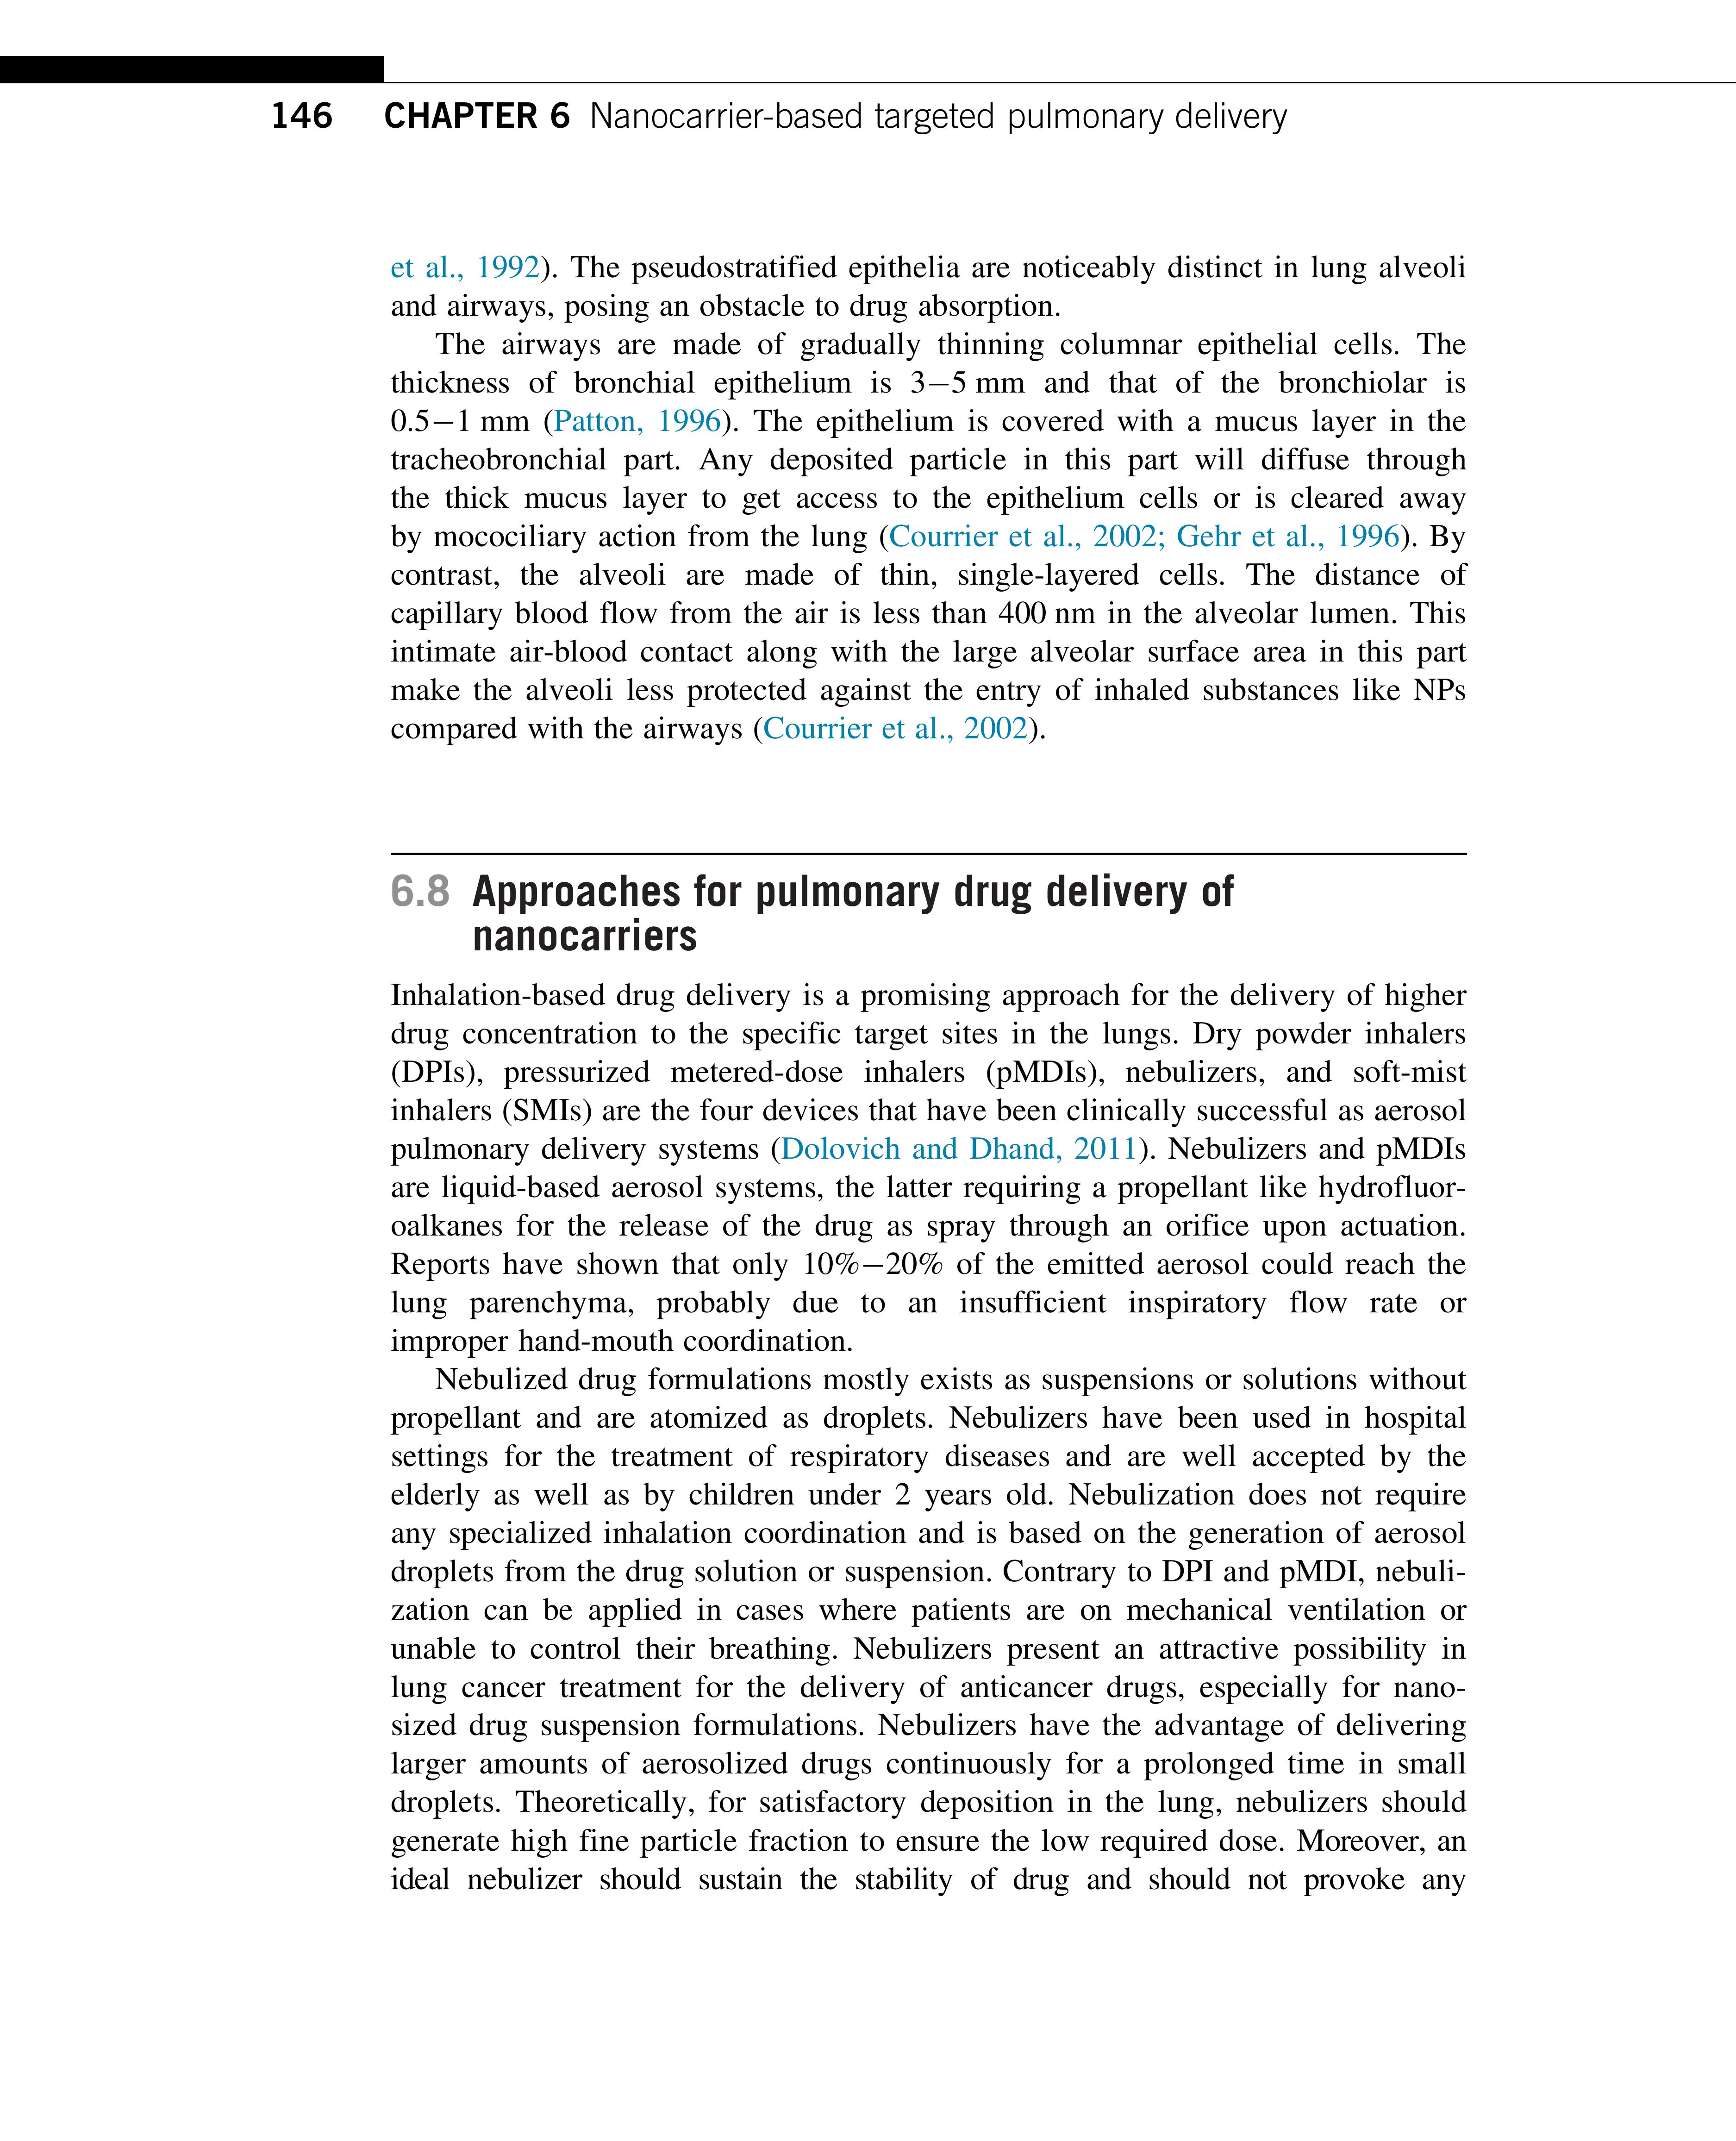 146 CHAPTER 6 Nanocarrier-based targeted pulmonary delivery
et al., 1992). The pseudostratified epithelia are noticeably distinct in lung alveoli
and airways, posing an obstacle to drug absorption.
The airways are made of gradually thinning columnar epithelial cells. The
thickness of bronchial epithelium is 3–5 mm and that of the bronchiolar is
0.5–1 mm (Patton, 1996). The epithelium is covered with a mucus layer in the
tracheobronchial part. Any deposited particle in this part will diffuse through
the thick mucus layer to get access to the epithelium cells or is cleared away
by mocociliary action from the lung (Courrier et al., 2002; Gehr et al., 1996). By
contrast, the alveoli are made of thin, single-layered cells. The distance of
capillary blood flow from the air is less than 400 nm in the alveolar lumen. This
intimate air-blood contact along with the large alveolar surface area in this part
make the alveoli less protected against the entry of inhaled substances like NPs
compared with the airways (Courrier et al., 2002).
6.8 Approaches for pulmonary drug delivery of
nanocarriers
Inhalation-based drug delivery is a promising approach for the delivery of higher
drug concentration to the specific target sites in the lungs. Dry powder inhalers
(DPIs), pressurized metered-dose inhalers (pMDIs), nebulizers, and soft-mist
inhalers (SMIs) are the four devices that have been clinically successful as aerosol
pulmonary delivery systems (Dolovich and Dhand, 2011). Nebulizers and pMDIs
are liquid-based aerosol systems, the latter requiring a propellant like hydrofluor-
oalkanes for the release of the drug as spray through an orifice upon actuation.
Reports have shown that only 10%–20% of the emitted aerosol could reach the
lung parenchyma, probably due to an insufficient inspiratory flow rate or
improper hand-mouth coordination.
Nebulized drug formulations mostly exists as suspensions or solutions without
propellant and are atomized as droplets. Nebulizers have been used in hospital
settings for the treatment of respiratory diseases and are well accepted by the
elderly as well as by children under 2 years old. Nebulization does not require
any specialized inhalation coordination and is based on the generation of aerosol
droplets from the drug solution or suspension. Contrary to DPI and pMDI, nebuli-
zation can be applied in cases where patients are on mechanical ventilation or
unable to control their breathing. Nebulizers present an attractive possibility in
lung cancer treatment for the delivery of anticancer drugs, especially for nano-
sized drug suspension formulations. Nebulizers have the advantage of delivering
larger amounts of aerosolized drugs continuously for a prolonged time in small
droplets. Theoretically, for satisfactory deposition in the lung, nebulizers should
generate high fine particle fraction to ensure the low required dose. Moreover, an
ideal nebulizer should sustain the stability of drug and should not provoke any